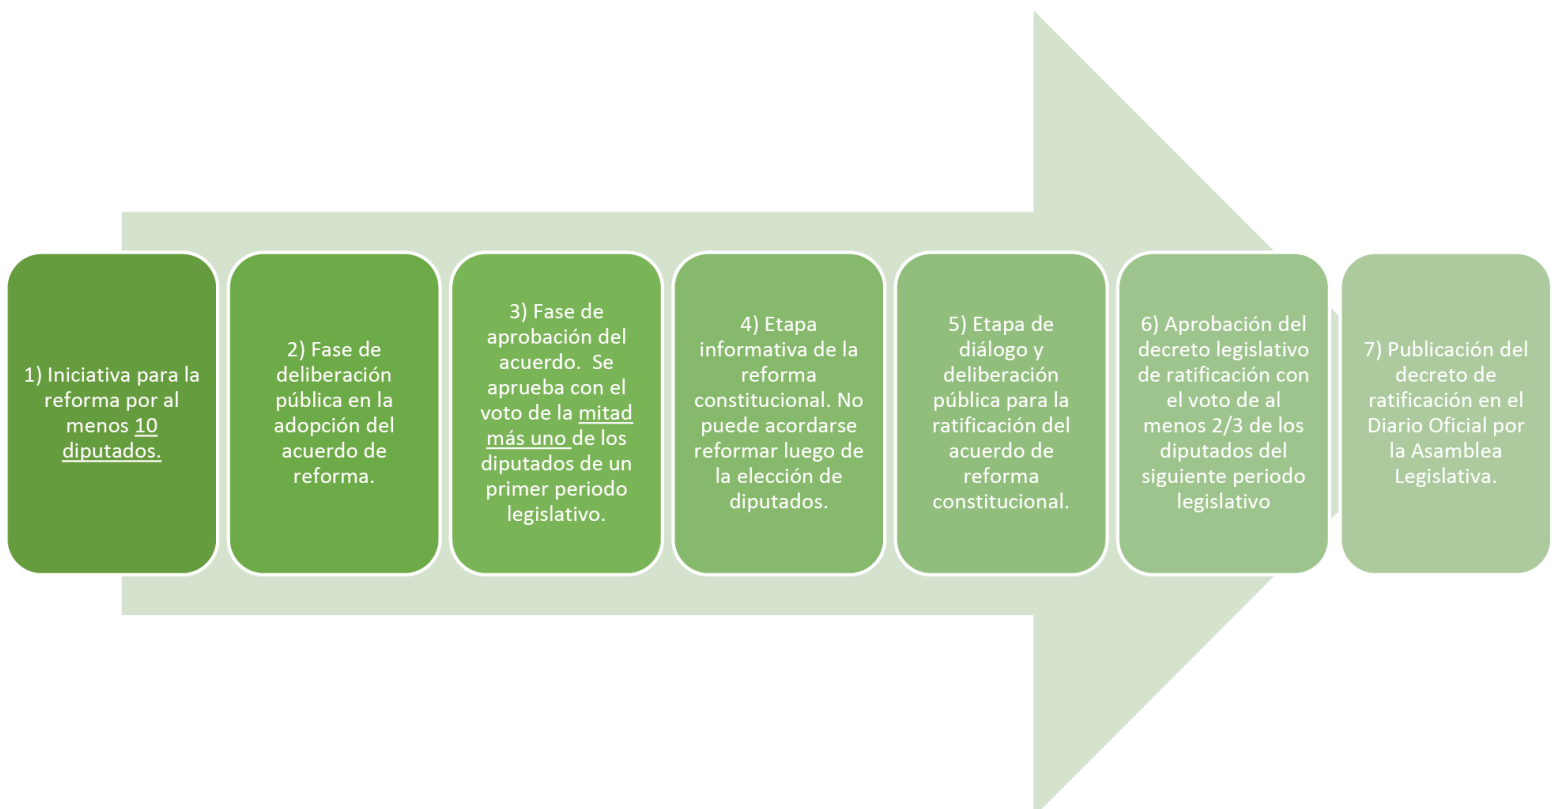 1) Iniciativa para la
reforma por al
menos 10
diputados.
2) Fase de
deliberación
pública en la
adopción del
acuerdo de
reforma.
3) Fase de
aprobación del
acuerdo.  Se
aprueba con el
voto de la mitad
más uno de los
diputados de un
primer periodo
legislativo.
4) Etapa
informativa de la
reforma
constitucional. No
puede acordarse
reformar luego de
la elección de
diputados.
5) Etapa de
diálogo y
deliberación
pública para la
ratificación del
acuerdo de
reforma
constitucional.
6) Aprobación del
decreto legislativo
de ratificación con
el voto de al
menos 2/3 de los
diputados del
siguiente periodo
legislativo
7) Publicación del
decreto de
ratificación en el
Diario Oficial por
la Asamblea
Legislativa.